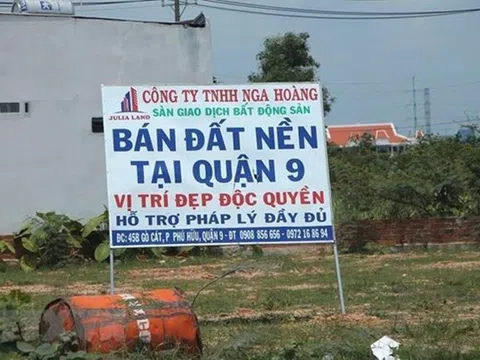 CÔNG TY TNHH NGA HOÀNG
JULIA LAND
SÀN GIAO DỊCH BẤT ĐỘNG SẢN
BÁN ĐẤT NỀN
TẠI QUẬN 9
VỊ TRÍ ĐẸP ĐỘC QUYỀN
HỖ TRỢ PHÁP LÝ ĐẦY ĐỦ
ĐC: 45B GÒ CÁT, P PHÚ HỮU, QUẬN 9 - ĐT 0908 856 656 - 0972 16 86 94